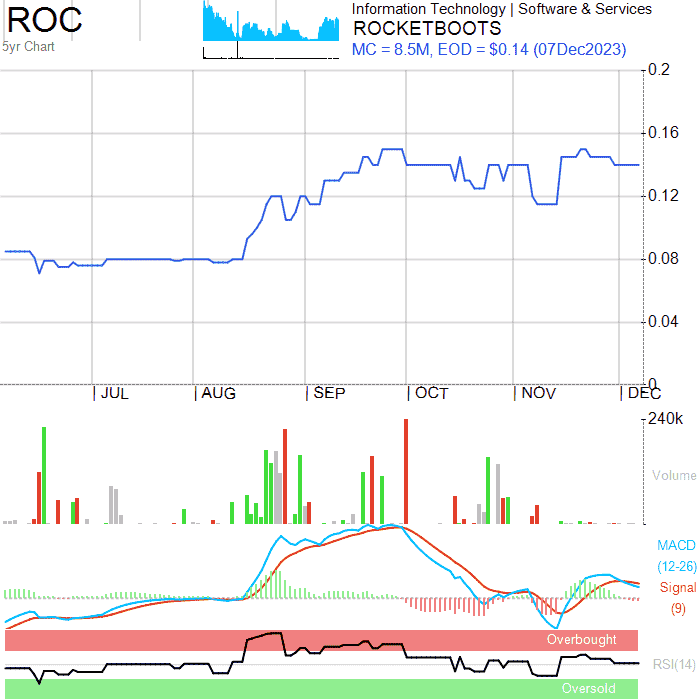 ROC
5yr Chart
Information Technology | Software & Services
ROCKETBOOTS
MC = 8.5M, EOD = $0.14 (07Dec2023)
0.2
0.16
0.12
0.08
0.04
0
JUL AUG SEP OCT NOV DEC
240k
Volume
MACD
(12-26)
Signal
(9)
Overbought
RSI(14)
Oversold